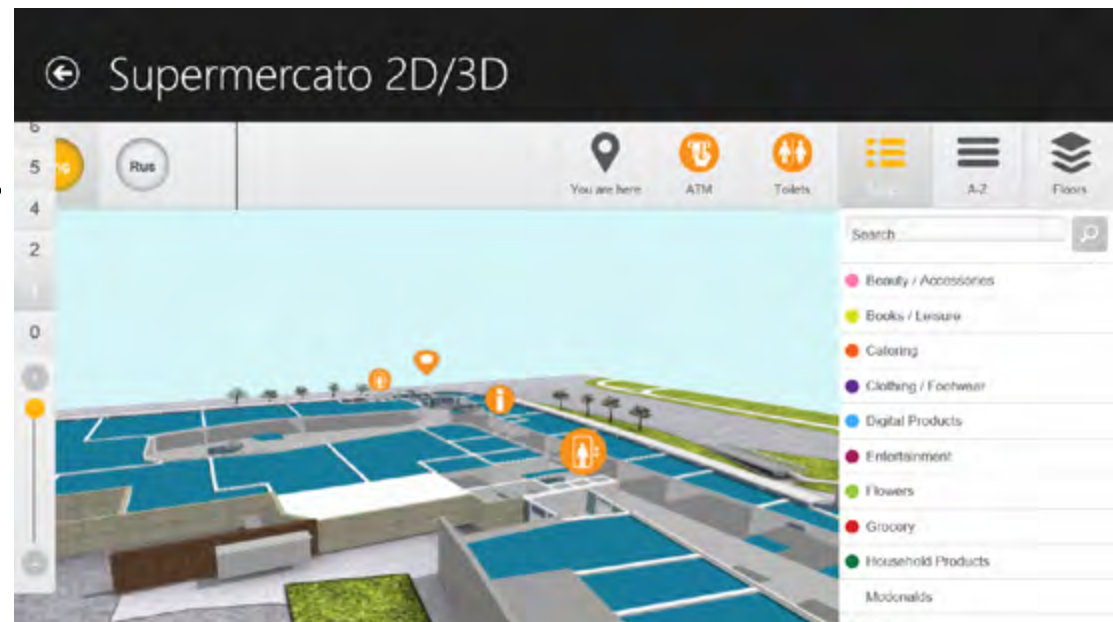 Supermercato 2D/3D
6
5
4
2
0
Rus
You are here
ATM
Toilets
A-Z
Floors
Search
Beauty / Accessories
Books / Leisure
Catering
Clothing / Footwear
Digital Products
Entertainment
Flowers
Grocery
Household Products
Mcdonalds